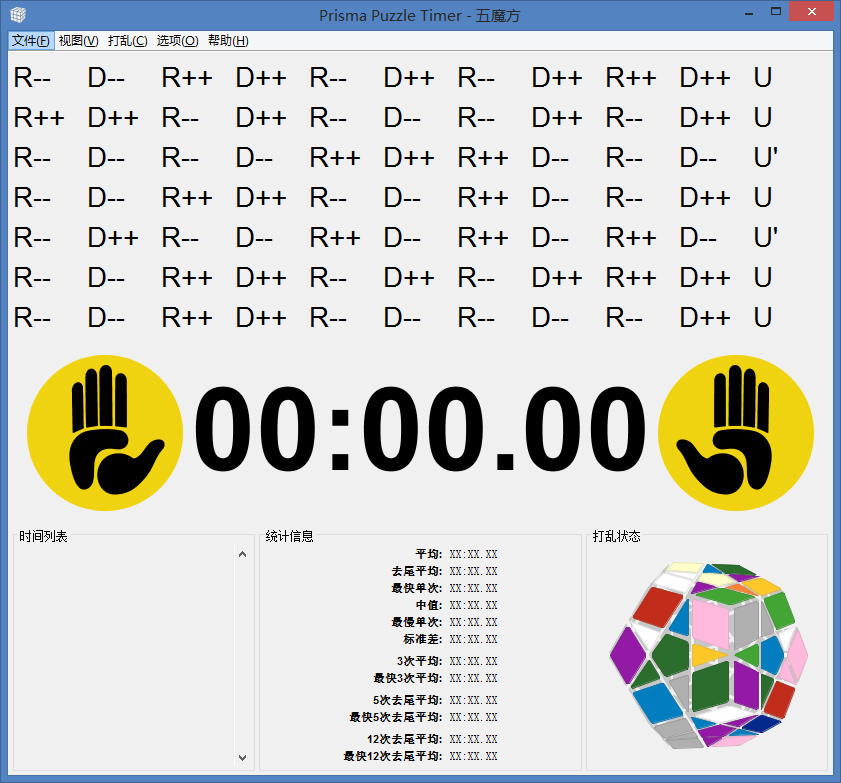 Prisma Puzzle Timer - 五魔方
文件(F) 视图(V) 打乱(C) 选项(O) 帮助(H)
R-- D-- R++ D++ R-- D++ R-- D++ R++ D++ U
R++ D++ R-- D++ R-- D-- R-- D++ R-- D++ U
R-- D-- R-- D-- R++ D++ R++ D-- R-- D-- U'
R-- D-- R++ D++ R-- D-- R++ D-- R-- D++ U
R-- D++ R-- D-- R++ D-- R++ D-- R++ D-- U'
R-- D-- R++ D++ R-- D++ R-- D++ R++ D++ U
R-- D-- R++ D++ R-- D-- R-- D-- R-- D++ U
00:00.00
时间列表
统计信息
平均: XX:XX.XX
去尾平均: XX:XX.XX
最快单次: XX:XX.XX
中值: XX:XX.XX
最慢单次: XX:XX.XX
标准差: XX:XX.XX
3次平均: XX:XX.XX
最快3次平均: XX:XX.XX
5次去尾平均: XX:XX.XX
最快5次去尾平均: XX:XX.XX
12次去尾平均: XX:XX.XX
最快12次去尾平均: XX:XX.XX
打乱状态